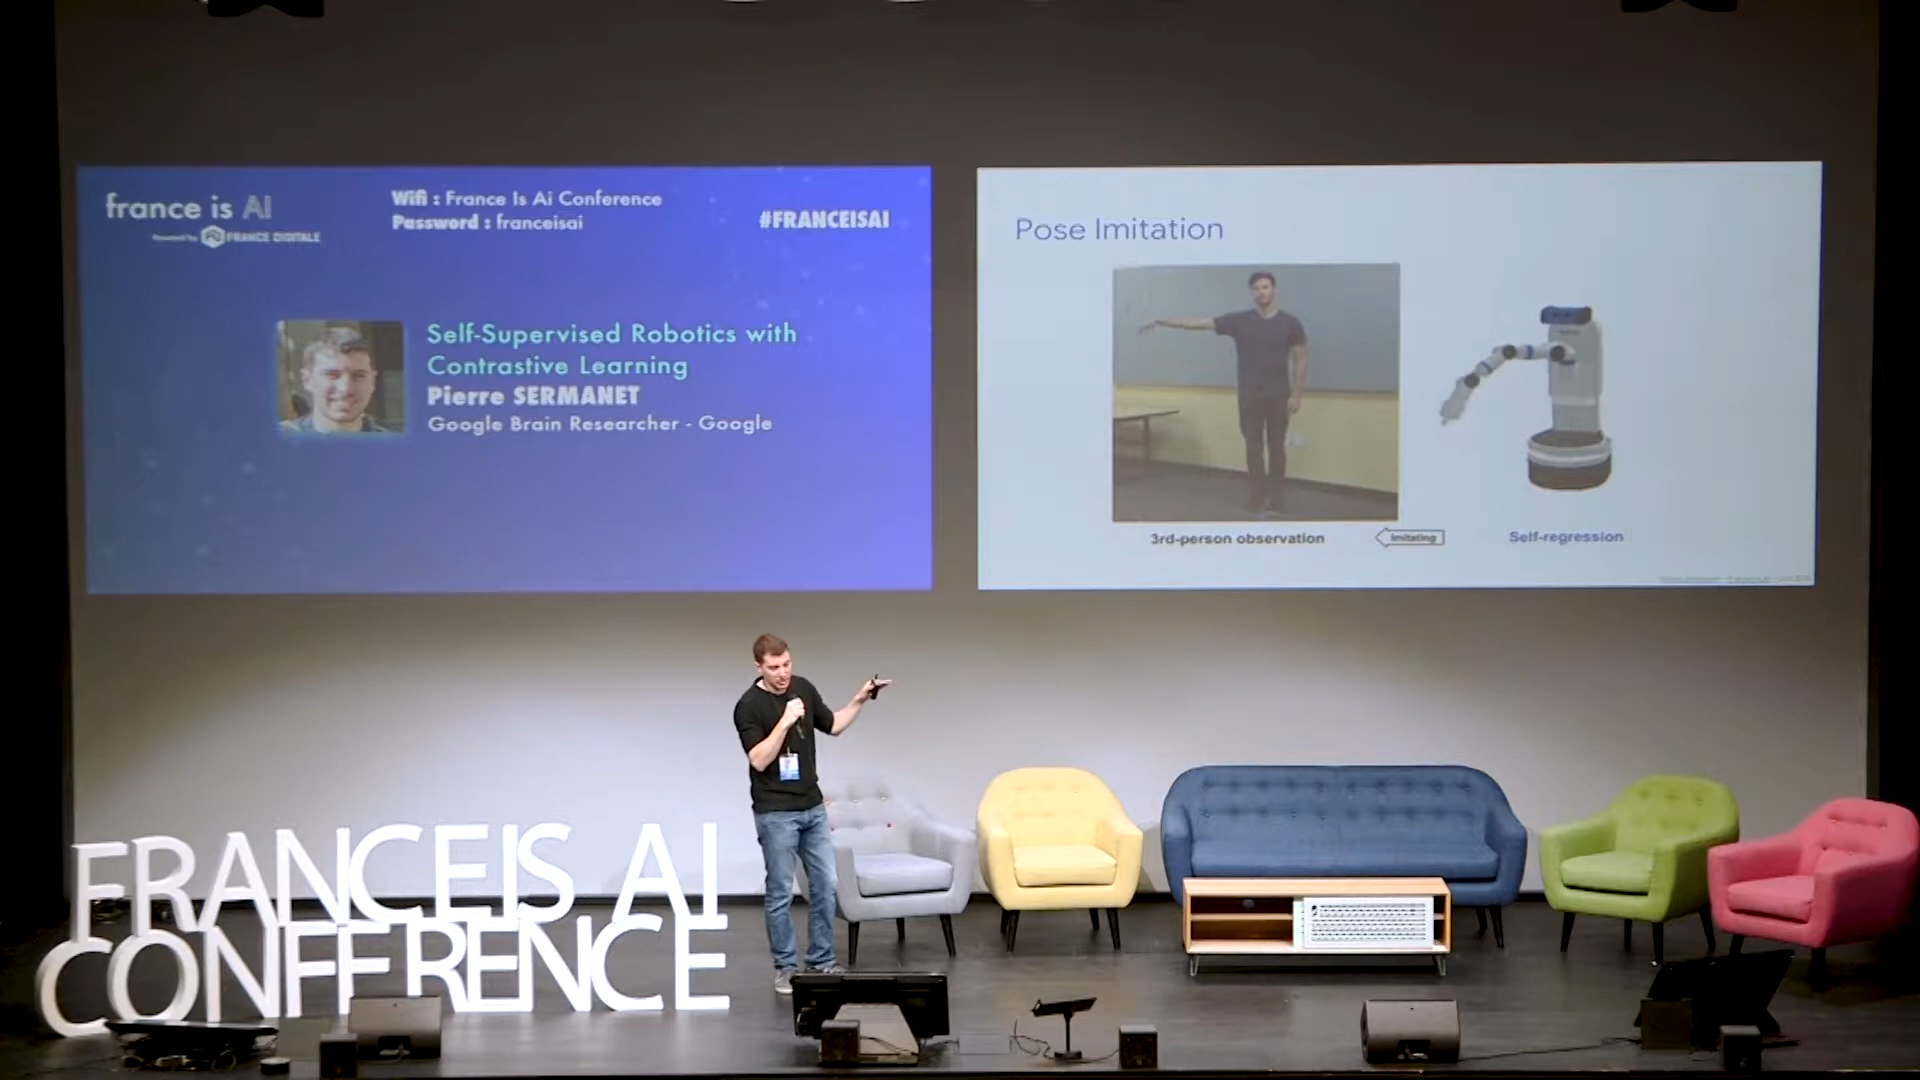 france is AI
Powered by FRANCE DIGITALE
Wifi : France Is Ai Conference
Password : franceisai
#FRANCEISAI
Self-Supervised Robotics with
Contrastive Learning
Pierre SERMANET
Google Brain Researcher - Google
Pose Imitation
3rd-person observation
Imitating
Self-regression
FRANCE IS AI
CONFERENCE